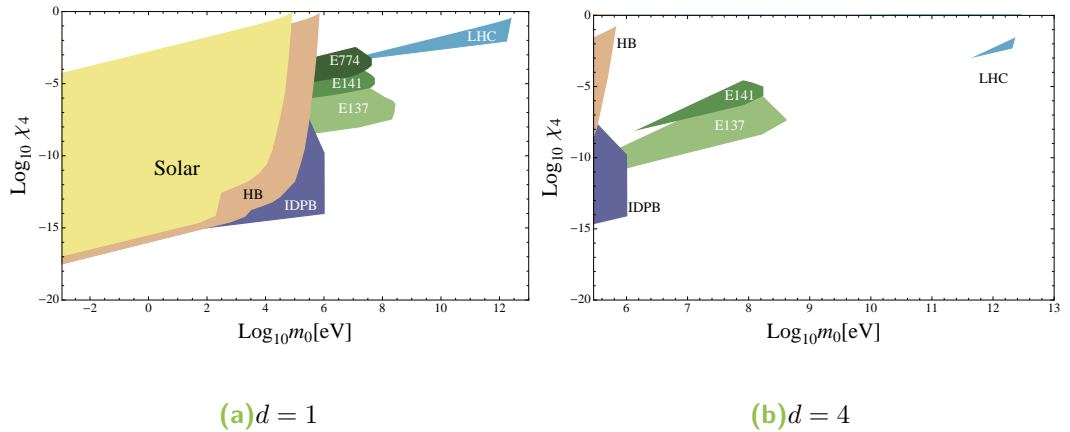 0
-5
-10
-15
-20
-2
0
2
4
6
8
10
12
Log₁₀ χ₄
Log₁₀m₀[eV]
Solar
HB
IDPB
E774
E141
E137
LHC
(a) d = 1
0
-5
-10
-15
-20
6
7
8
9
10
11
12
13
Log₁₀ χ₄
Log₁₀m₀[eV]
HB
IDPB
E141
E137
LHC
(b) d = 4